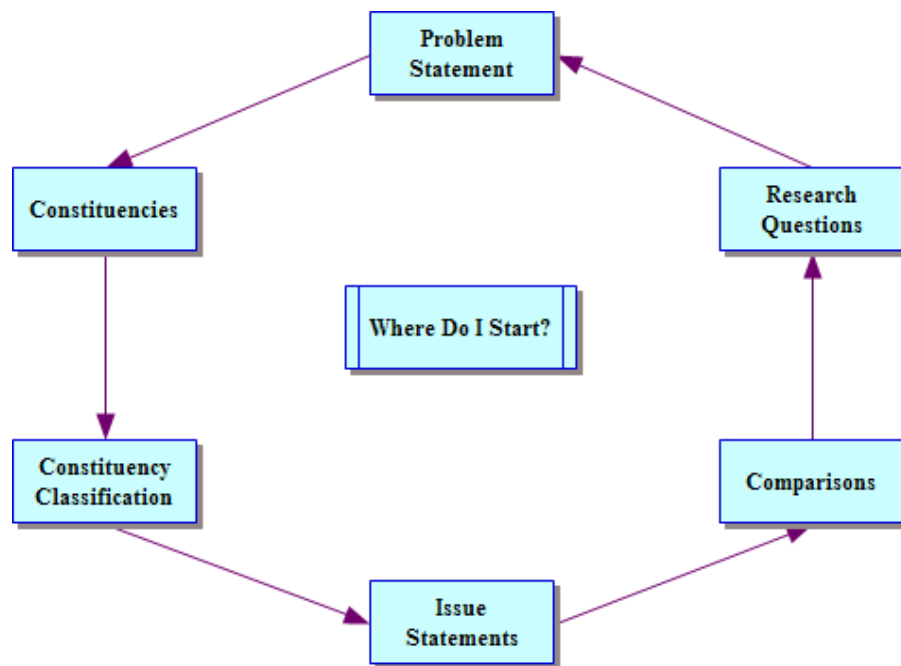 Problem
Statement
Constituencies
Research
Questions
Where Do I Start?
Constituency
Classification
Comparisons
Issue
Statements